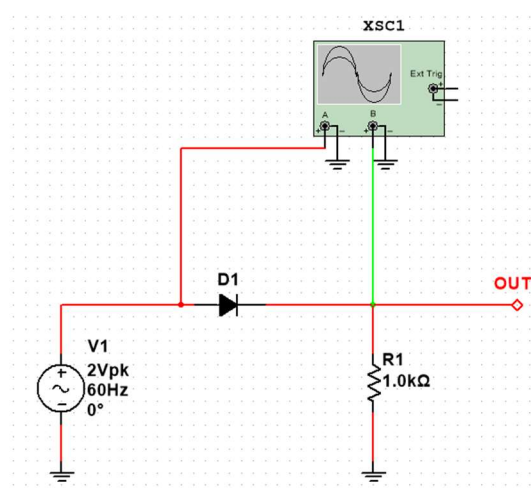 XSC1
Ext Trig
+
−
A
B
+ − + −
D1
OUT
V1
+
2Vpk
60Hz
−
0°
R1
1.0kΩ